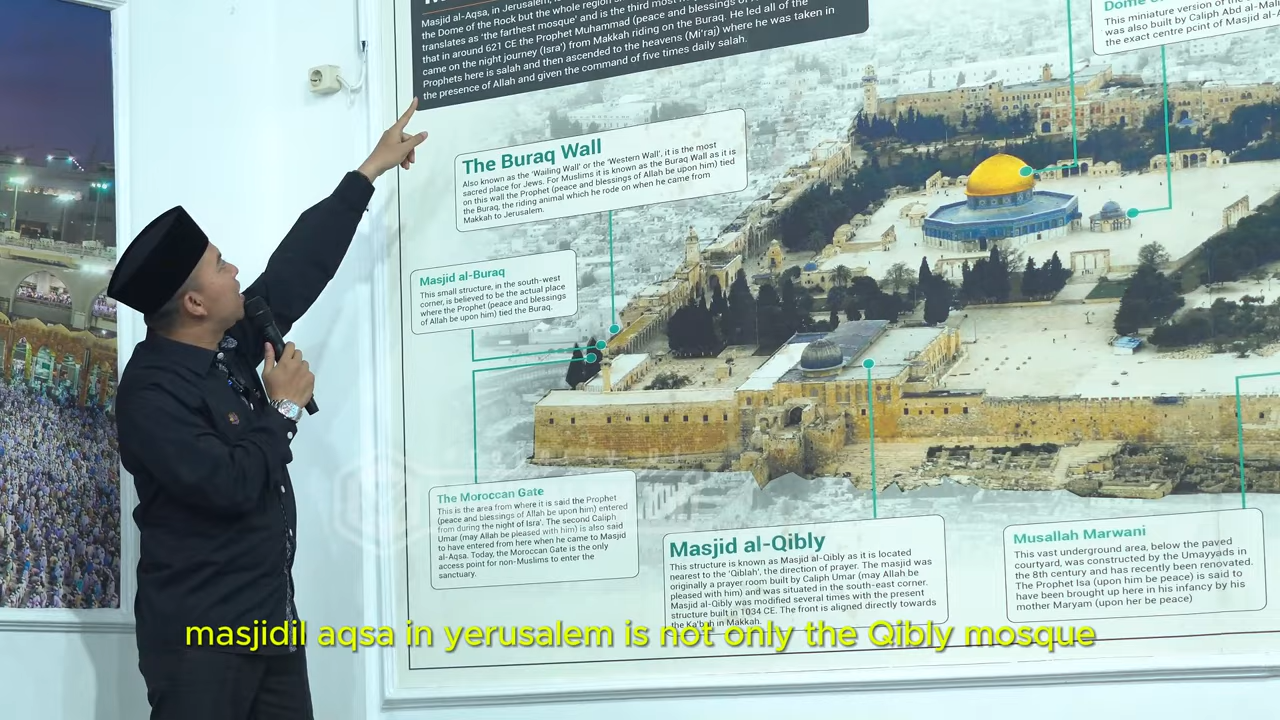 Masjid al-Aqsa, in Jerusalem, is
the Dome of the Rock but the whole region
translates as 'the farthest mosque' and is the third most
that in around 621 CE the Prophet Muhammad (peace and blessings of
came on the night journey (Isra') from Makkah riding on the Buraq. He led all of the
Prophets here is salah and then ascended to the heavens (Mi'raj) where he was taken in
the presence of Allah and given the command of five times daily salah.
Dome
This miniature version of the
was also built by Caliph Abd al-Mal
the exact centre pcint of Masjid al-A
The Buraq Wall
Also known as the 'Wailing Wall' or the 'Western Wall', it is the most
sacred place for Jews. For Muslims it is known as the Buraq Wall as it is
on this wall the Prophet (peace and blessings of Allah be upon him) tied
the Buraq, the riding animal which he rode on when he came from
Makkah to Jerusalem.
Masjid al-Buraq
This small structure, in the south-west
corner, is believed to be the actual place
where the Prophet (peace and blessings
of Allah be upon him) tied the Buraq.
The Moroccan Gate
This is the area from where it is said the Prophet
(peace and blessings of Allah be upon him) entered
from during the night of Isra'. The second Caliph
Umar (may Allah be pleased with him) is also said
to have entered from here when he came to Masjid
al-Aqsa. Today, the Moroccan Gate is the only
access point for non-Muslims to enter the
sanctuary.
Masjid al-Qibly
This structure is known as Masjid al-Qibly as it is located
nearest to the 'Qiblah', the direction of prayer. The masjid was
originally a prayer room built by Caliph Umar (may Allah be
pleased with him) and was situated in the south-east corner.
Masjid al-Qibly was modified several times with the present
structure built in 1034 CE. The front is aligned directly towards
the Ka'bah in Makkah.
Musallah Marwani
This vast underground area, below the paved
courtyard, was constructed by the Umayyads in
the 8th century and has recently been renovated.
The Prophet Isa (upon him be peace) is said to
have been brought up here in his infancy by his
mother Maryam (upon her be peace)
masjidil aqsa in yerusalem is not only the Qibly mosque